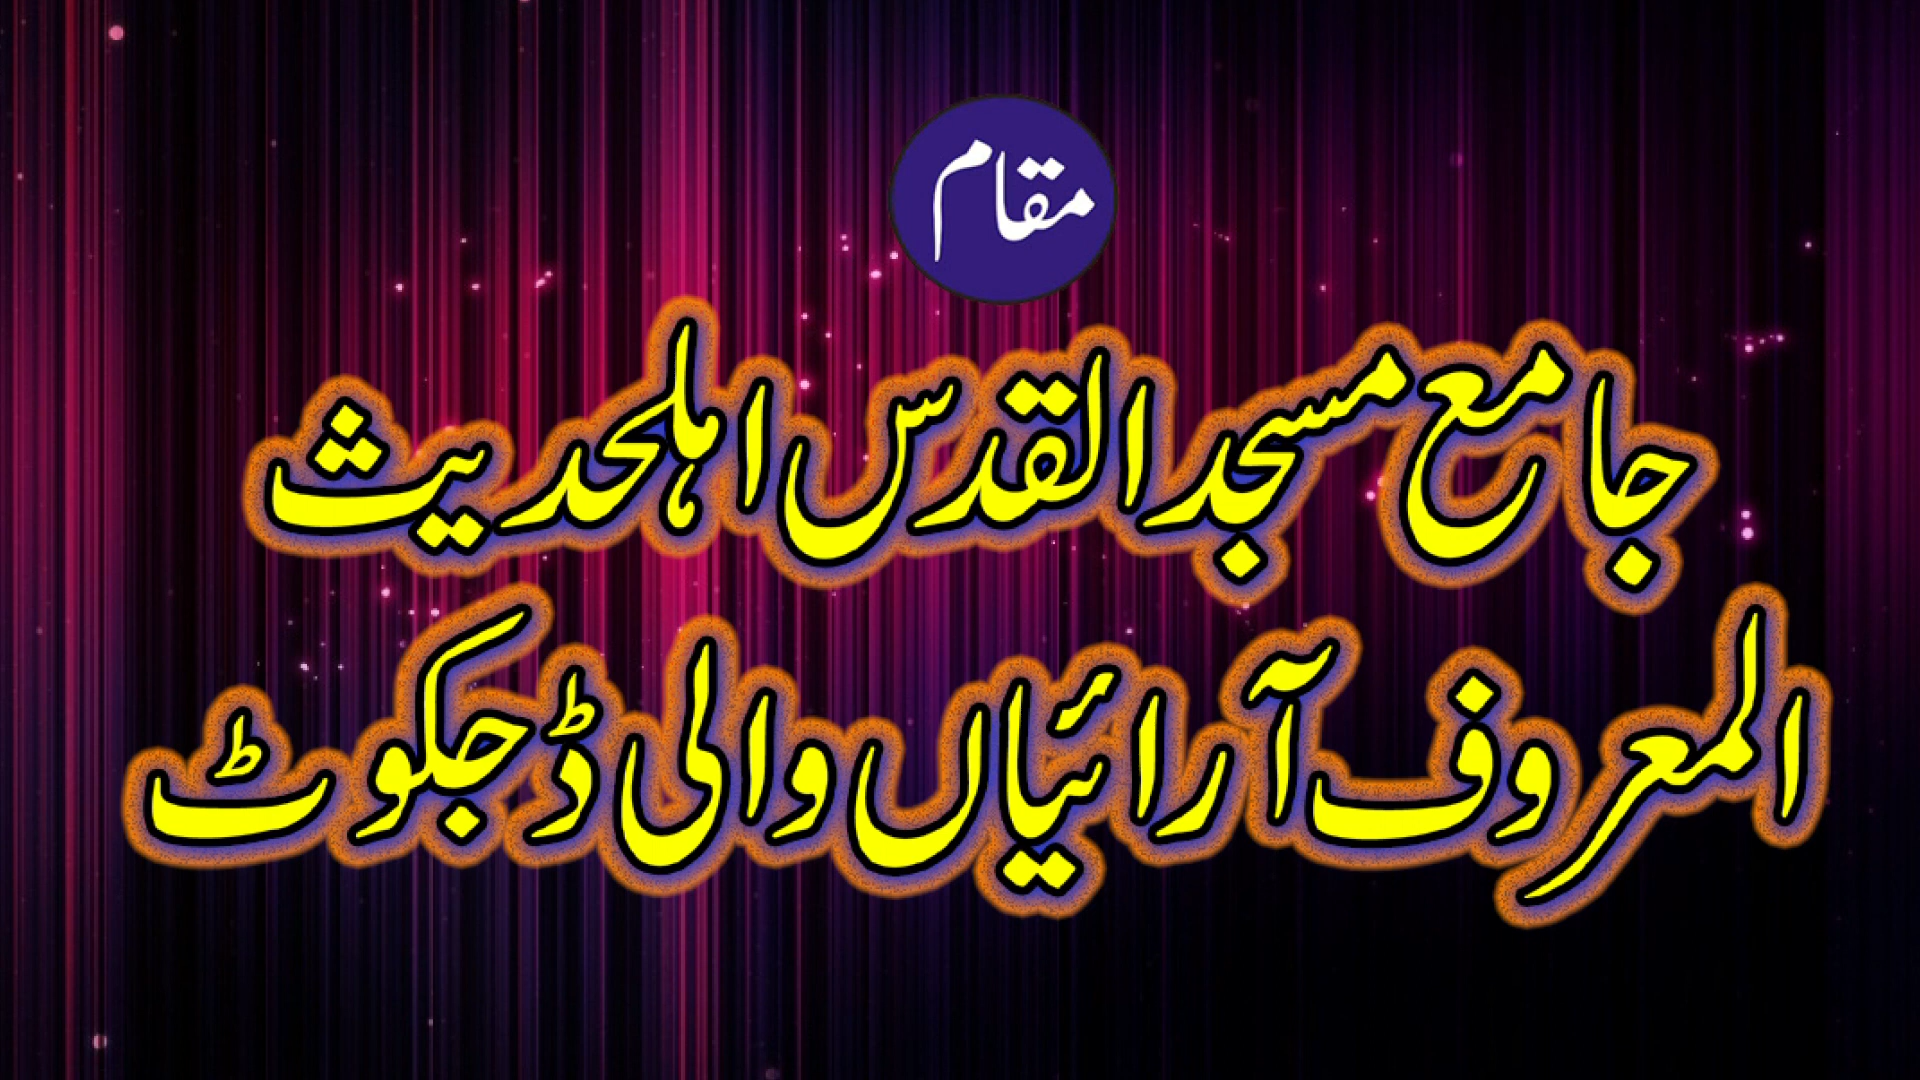 مقام
جامع مسجد القدس اہلحدیث
المعروف آرائیاں والی ڈجکوٹ